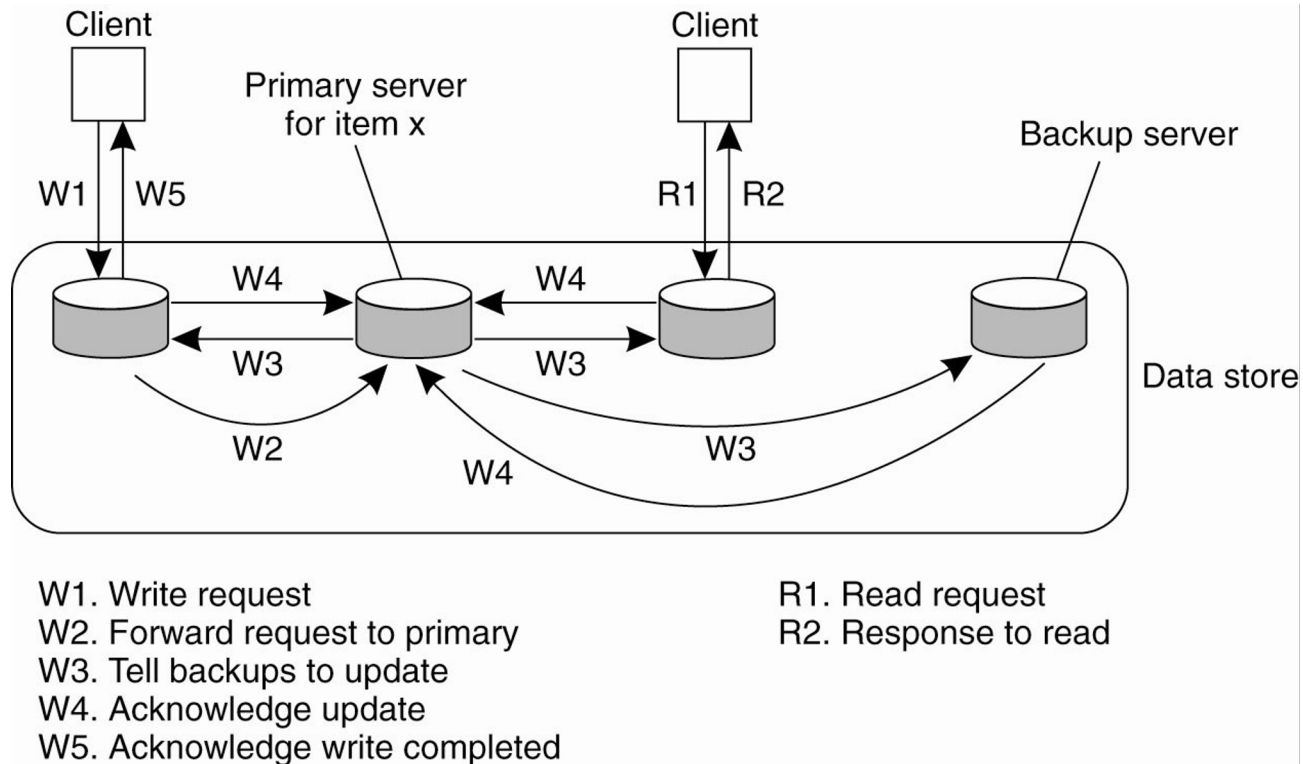 Client
Client
Primary server
for item x
Backup server
W1
W5
R1
R2
W4
W4
W3
W3
Data store
W2
W3
W4
W1. Write request
W2. Forward request to primary
W3. Tell backups to update
W4. Acknowledge update
W5. Acknowledge write completed
R1. Read request
R2. Response to read